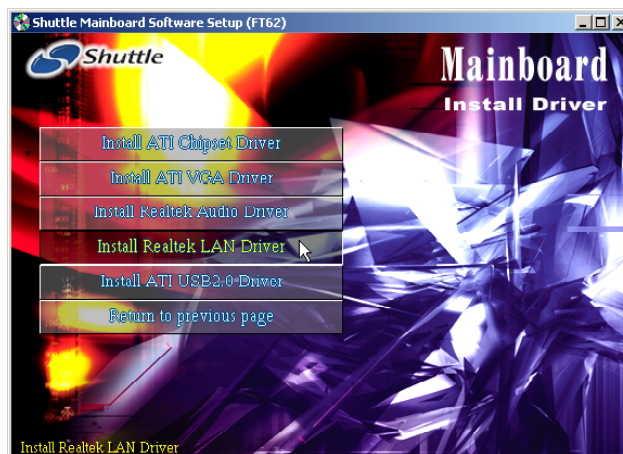 Shuttle Mainboard Software Setup (FT62)
Shuttle
Mainboard
Install Driver
Install ATI Chipset Driver
Install ATI VGA Driver
Install Realtek Audio Driver
Install Realtek LAN Driver
Install ATI USB2.0 Driver
Return to previous page
Install Realtek LAN Driver